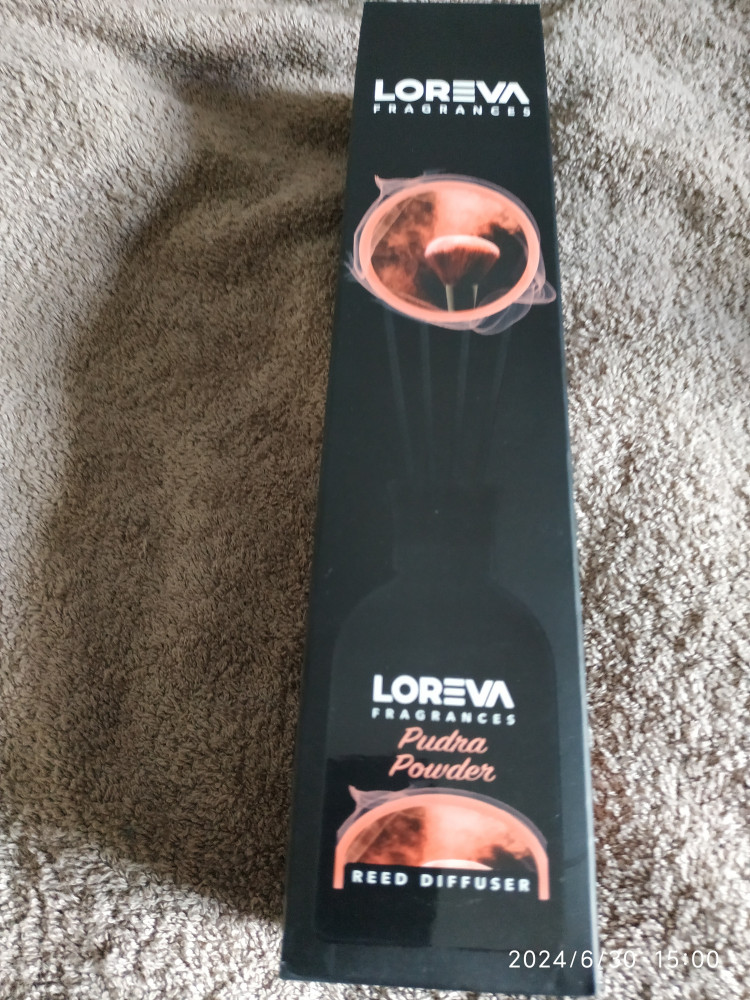 LOREVA
FRAGRANCES
LOREVA
FRAGRANCES
Pudra
Powder
REED DIFFUSER
2024/6/30 15:00